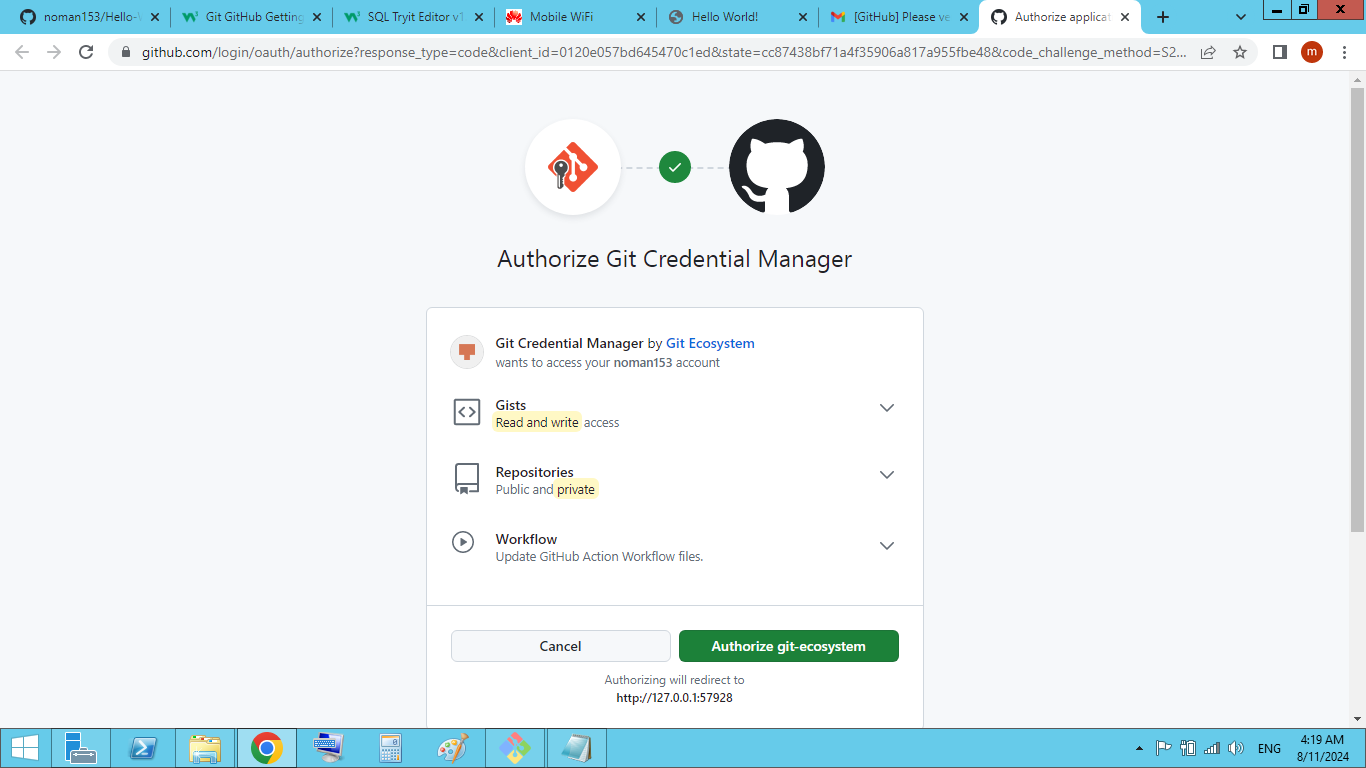 noman153/Hello-W
Git GitHub Getting
SQL Tryit Editor v1
Mobile WiFi
Hello World!
[GitHub] Please ve
Authorize applicat
github.com/login/oauth/authorize?response_type=code&client_id=0120e057bd645470c1ed&state=cc87438bf71a4f35906a817a955fbe48&code_challenge_method=S2...
m
Authorize Git Credential Manager
Git Credential Manager by Git Ecosystem
wants to access your noman153 account
Gists
Read and write access
Repositories
Public and private
Workflow
Update GitHub Action Workflow files.
Cancel
Authorize git-ecosystem
Authorizing will redirect to
http://127.0.0.1:57928
ENG
4:19 AM
8/11/2024